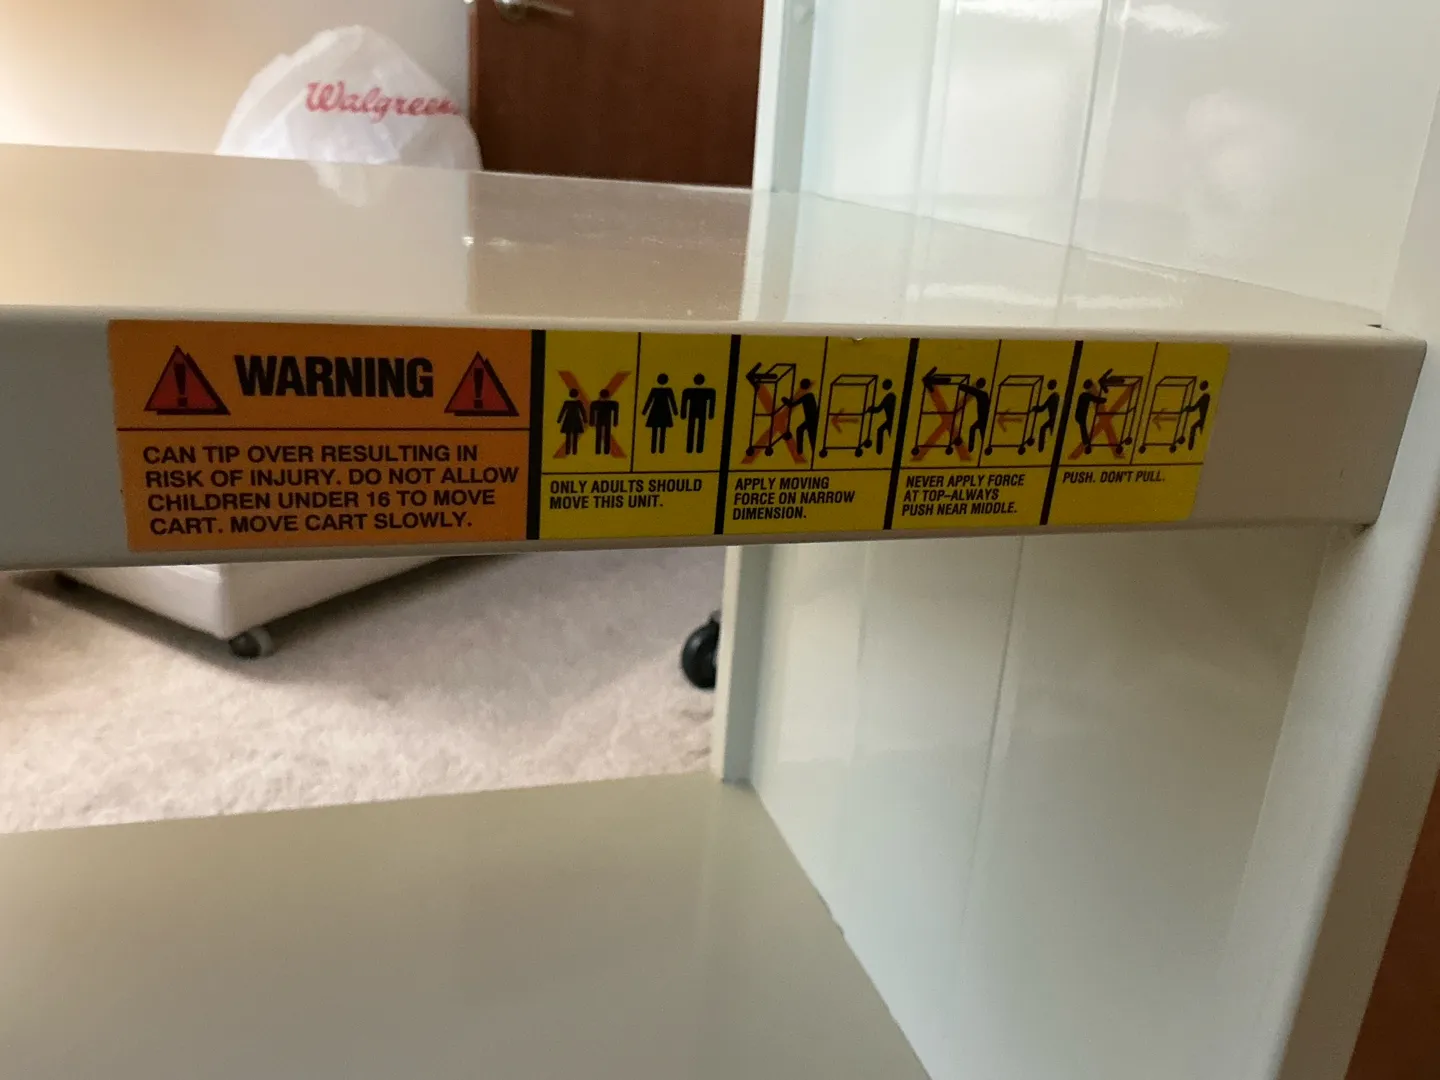 Walgreens
WARNING
CAN TIP OVER RESULTING IN
RISK OF INJURY. DO NOT ALLOW
CHILDREN UNDER 16 TO MOVE
CART. MOVE CART SLOWLY.
ONLY ADULTS SHOULD
MOVE THIS UNIT.
APPLY MOVING
FORCE ON NARROW
DIMENSION.
NEVER APPLY FORCE
AT TOP-ALWAYS
PUSH NEAR MIDDLE.
PUSH. DON'T PULL.